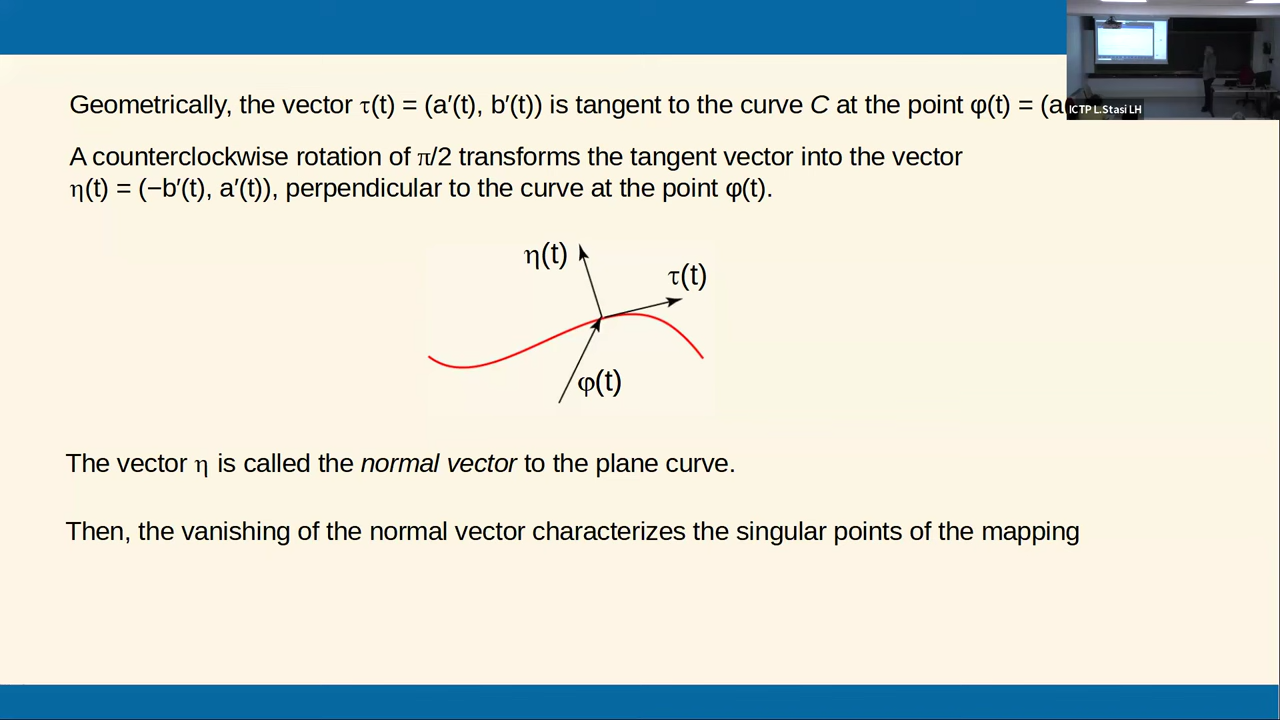 Geometrically, the vector τ(t) = (a′(t), b′(t)) is tangent to the curve C at the point φ(t) = (a
ICTP L.Stasi LH
A counterclockwise rotation of π/2 transforms the tangent vector into the vector
η(t) = (−b′(t), a′(t)), perpendicular to the curve at the point φ(t).
η(t)
τ(t)
φ(t)
The vector η is called the normal vector to the plane curve.
Then, the vanishing of the normal vector characterizes the singular points of the mapping